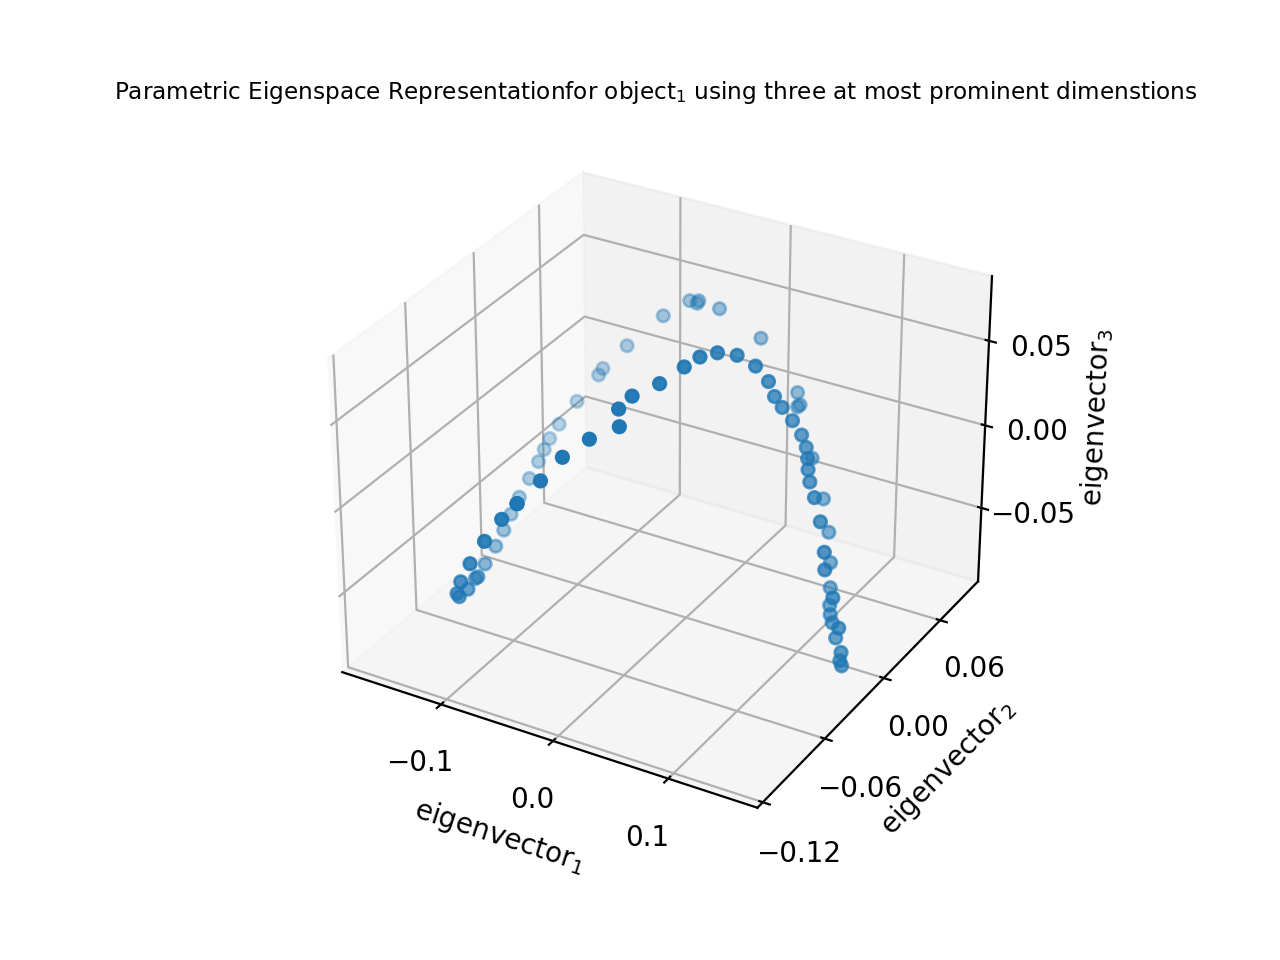 Parametric Eigenspace Representationfor object₁ using three at most prominent dimenstions
0.05
0.00
−0.05
eigenvector₃
0.06
0.00
−0.06
−0.12
eigenvector₂
−0.1
0.0
0.1
eigenvector₁